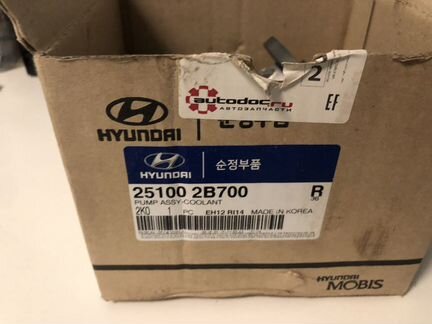 autodoc.ru
АВТОЗАПЧАСТИ
2
EF
HYUNDAI
HYUNDAI 순정부품
25100 2B700 R
PUMP ASSY-COOLANT
2K0 1 PC EH12 RI14 MADE IN KOREA
HYUNDAI
MOBIS